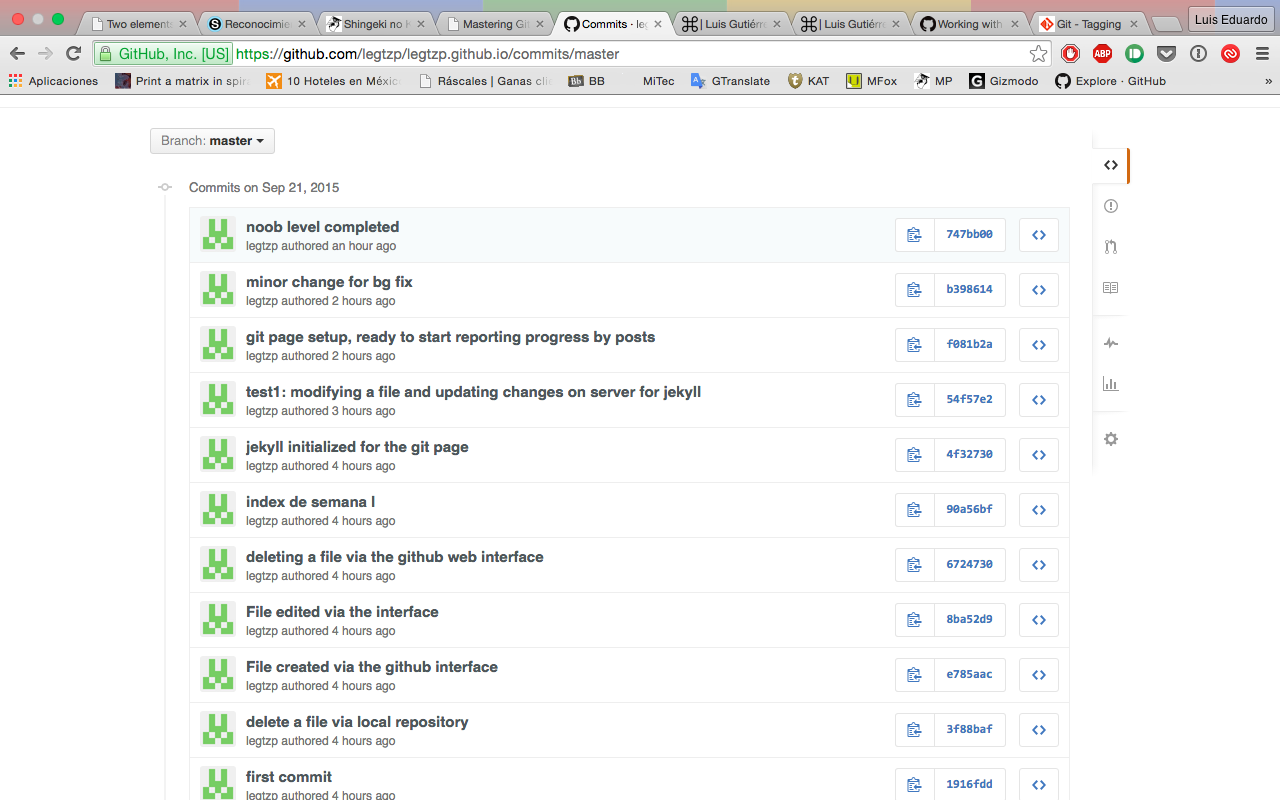 Two element
Reconocimie
Shingeki no H
Mastering Git
Commits · leg
| Luis Gutiérre
| Luis Gutiérre
Working with
Git - Tagging
Luis Eduardo
GitHub, Inc. [US] https://github.com/legtzp/legtzp.github.io/commits/master
ABP
Aplicaciones
Print a matrix in spira
10 Hoteles en México
Ráscales | Ganas clic
Bb BB
MiTec
GTranslate
KAT
MFox
MP
G Gizmodo
Explore · GitHub
»
Branch: master
Commits on Sep 21, 2015
noob level completed
legtzp authored an hour ago
747bb00
minor change for bg fix
legtzp authored 2 hours ago
b398614
git page setup, ready to start reporting progress by posts
legtzp authored 2 hours ago
f081b2a
test1: modifying a file and updating changes on server for jekyll
legtzp authored 3 hours ago
54f57e2
jekyll initialized for the git page
legtzp authored 4 hours ago
4f32730
index de semana I
legtzp authored 4 hours ago
90a56bf
deleting a file via the github web interface
legtzp authored 4 hours ago
6724730
File edited via the interface
legtzp authored 4 hours ago
8ba52d9
File created via the github interface
legtzp authored 4 hours ago
e785aac
delete a file via local repository
legtzp authored 4 hours ago
3f88baf
first commit
legtzp authored 4 hours ago
1916fdd